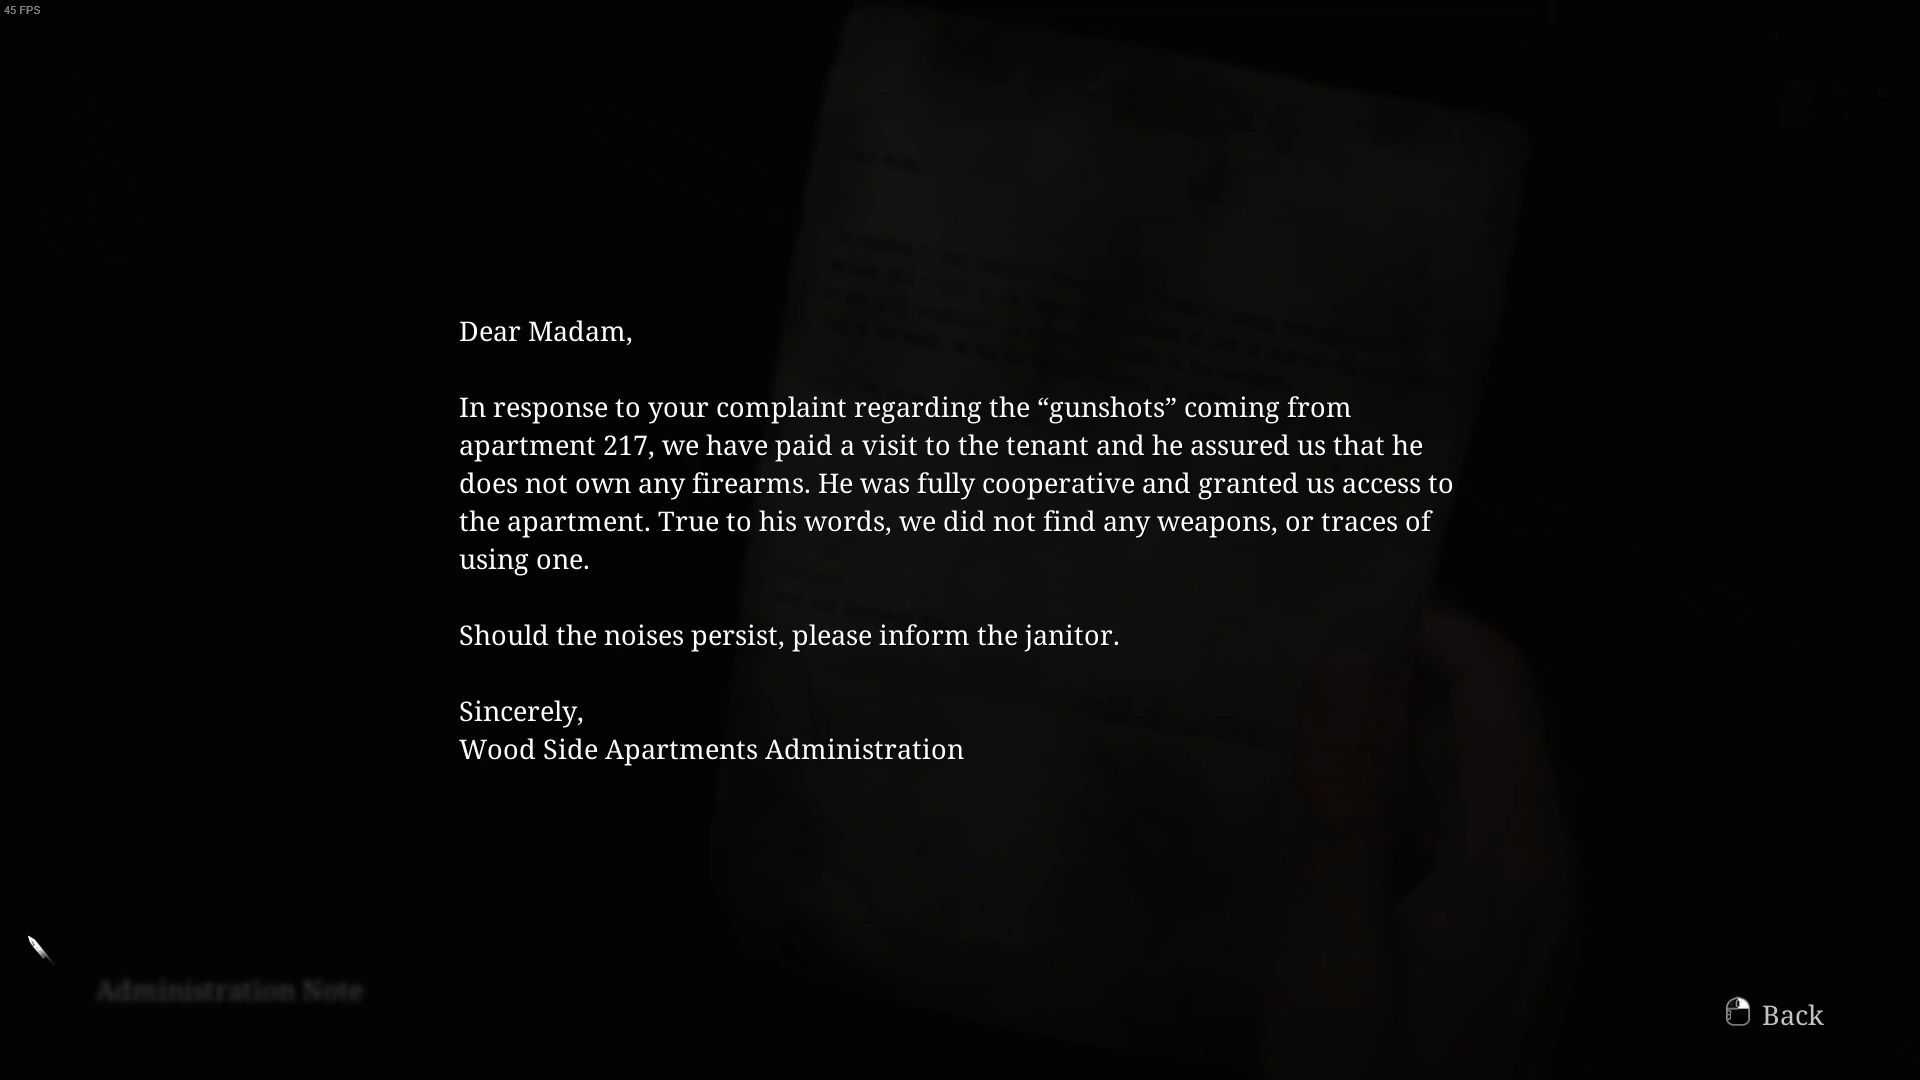 45 FPS
Dear Madam,
In response to your complaint regarding the “gunshots” coming from
apartment 217, we have paid a visit to the tenant and he assured us that he
does not own any firearms. He was fully cooperative and granted us access to
the apartment. True to his words, we did not find any weapons, or traces of
using one.
Should the noises persist, please inform the janitor.
Sincerely,
Wood Side Apartments Administration
Administration Note
Back